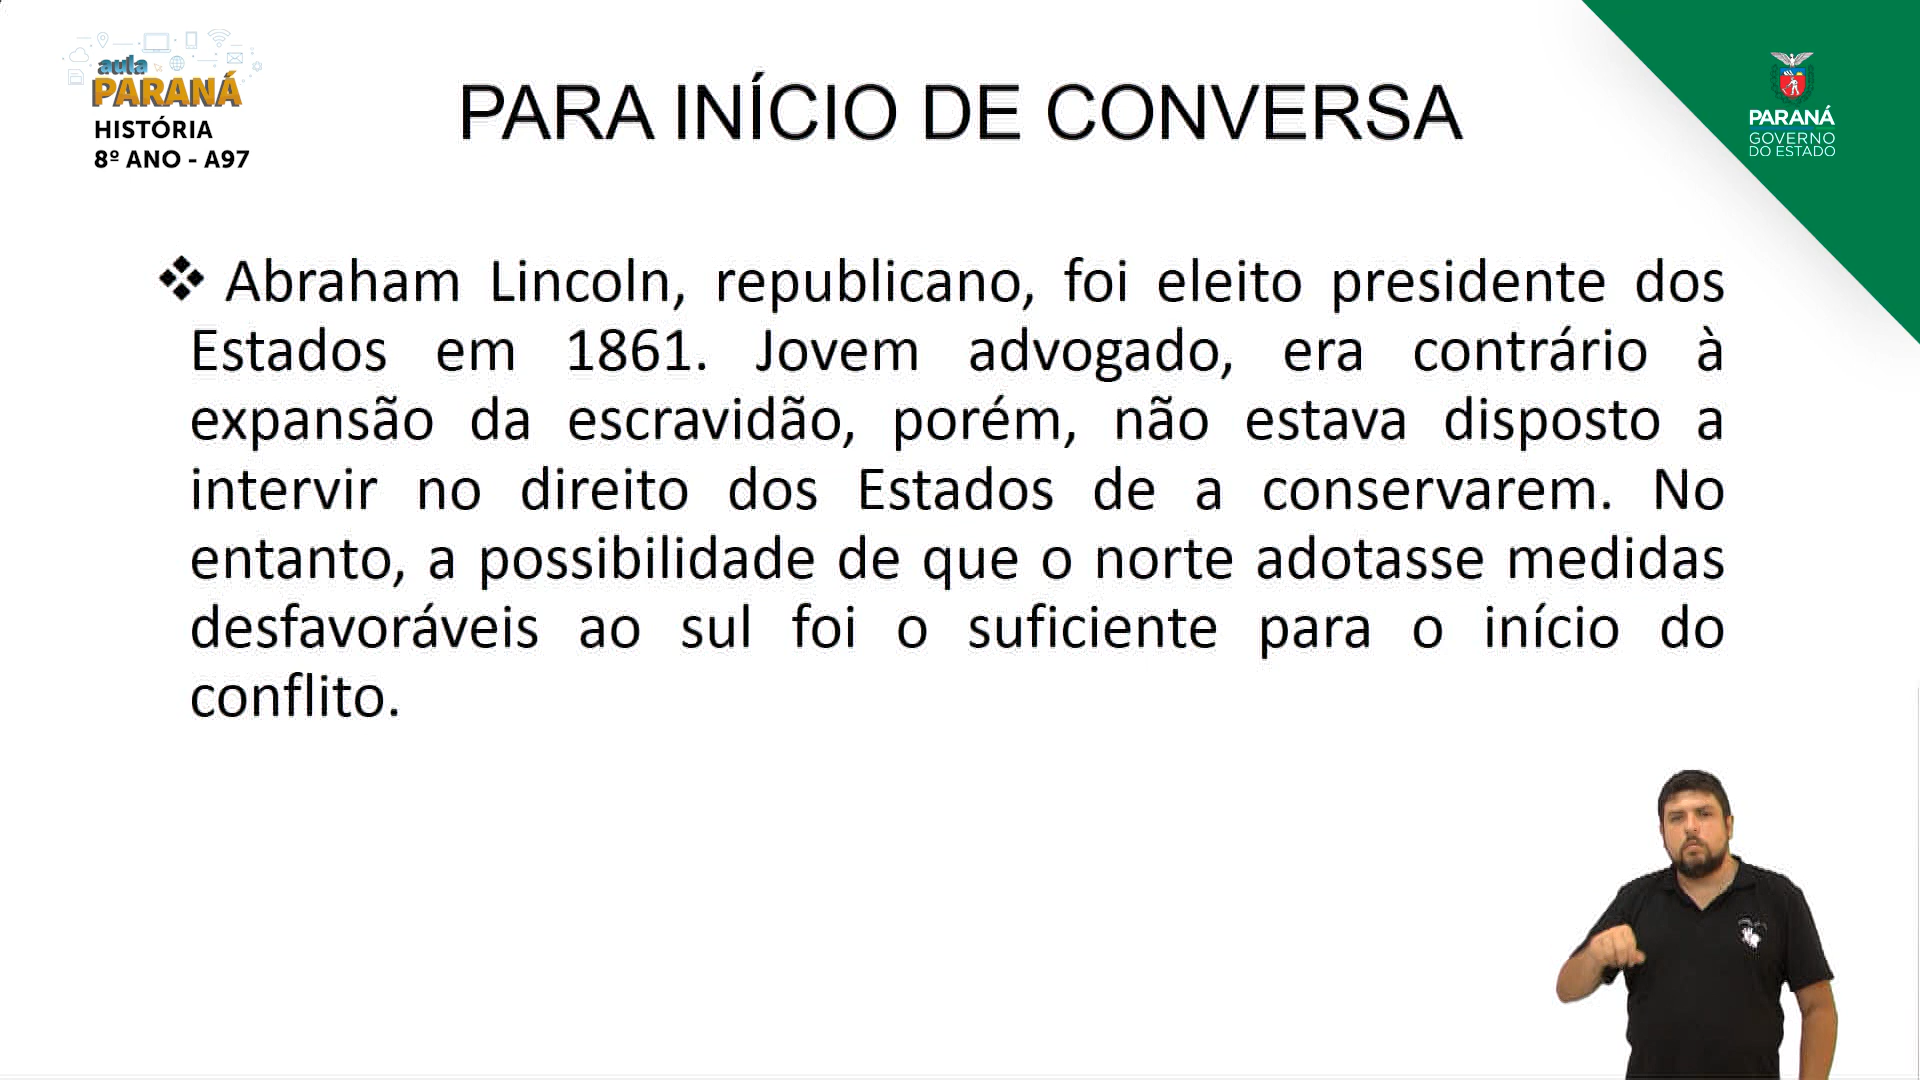 aula
PARANÁ
HISTÓRIA
8º ANO - A97
PARA INÍCIO DE CONVERSA
PARANÁ
GOVERNO
DO ESTADO
❖ Abraham Lincoln, republicano, foi eleito presidente dos
Estados em 1861. Jovem advogado, era contrário à
expansão da escravidão, porém, não estava disposto a
intervir no direito dos Estados de a conservarem. No
entanto, a possibilidade de que o norte adotasse medidas
desfavoráveis ao sul foi o suficiente para o início do
conflito.